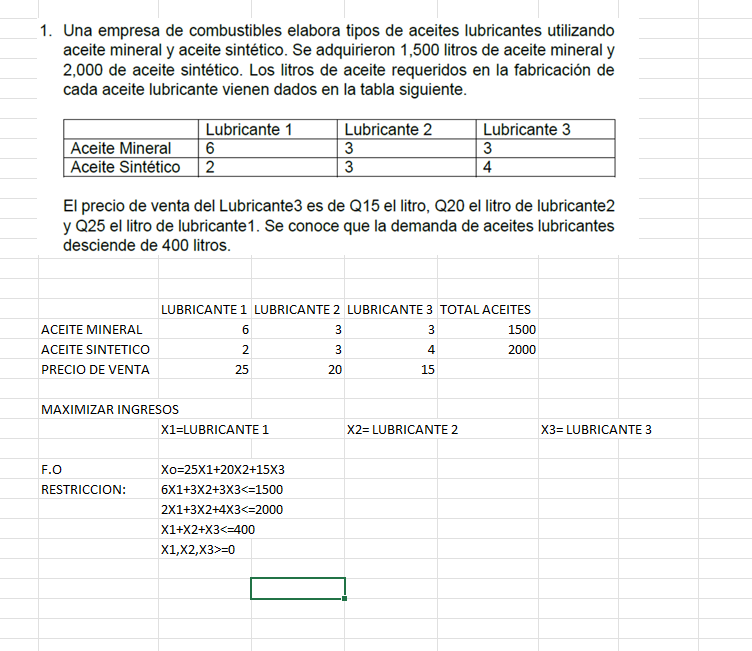 1. Una empresa de combustibles elabora tipos de aceites lubricantes utilizando
aceite mineral y aceite sintético. Se adquirieron 1,500 litros de aceite mineral y
2,000 de aceite sintético. Los litros de aceite requeridos en la fabricación de
cada aceite lubricante vienen dados en la tabla siguiente.
Lubricante 1 Lubricante 2 Lubricante 3
Aceite Mineral 6 3 3
Aceite Sintético 2 3 4
El precio de venta del Lubricante3 es de Q15 el litro, Q20 el litro de lubricante2
y Q25 el litro de lubricante1. Se conoce que la demanda de aceites lubricantes
desciende de 400 litros.
LUBRICANTE 1 LUBRICANTE 2 LUBRICANTE 3 TOTAL ACEITES
ACEITE MINERAL 6 3 3 1500
ACEITE SINTETICO 2 3 4 2000
PRECIO DE VENTA 25 20 15
MAXIMIZAR INGRESOS
X1=LUBRICANTE 1 X2= LUBRICANTE 2 X3= LUBRICANTE 3
F.O Xo=25X1+20X2+15X3
RESTRICCION: 6X1+3X2+3X3<=1500
2X1+3X2+4X3<=2000
X1+X2+X3<=400
X1,X2,X3>=0